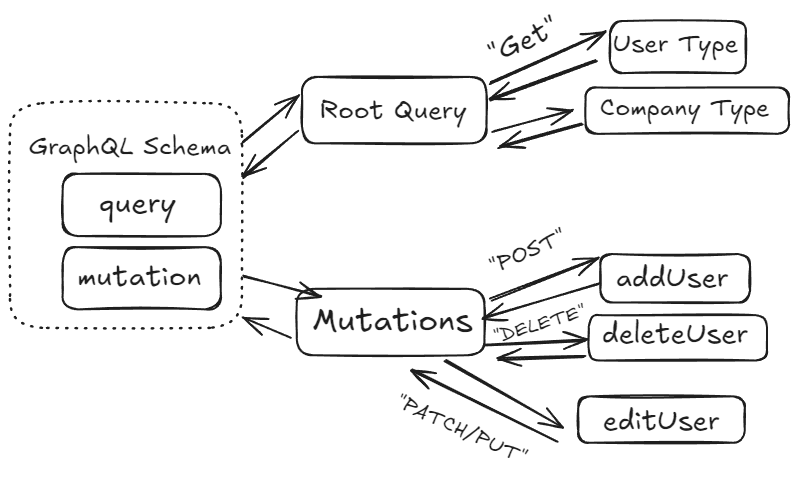 "Get"
User Type
Root Query
Company Type
GraphQL Schema
query
mutation
"POST"
addUser
Mutations
"DELETE"
deleteUser
"PATCH/PUT"
editUser